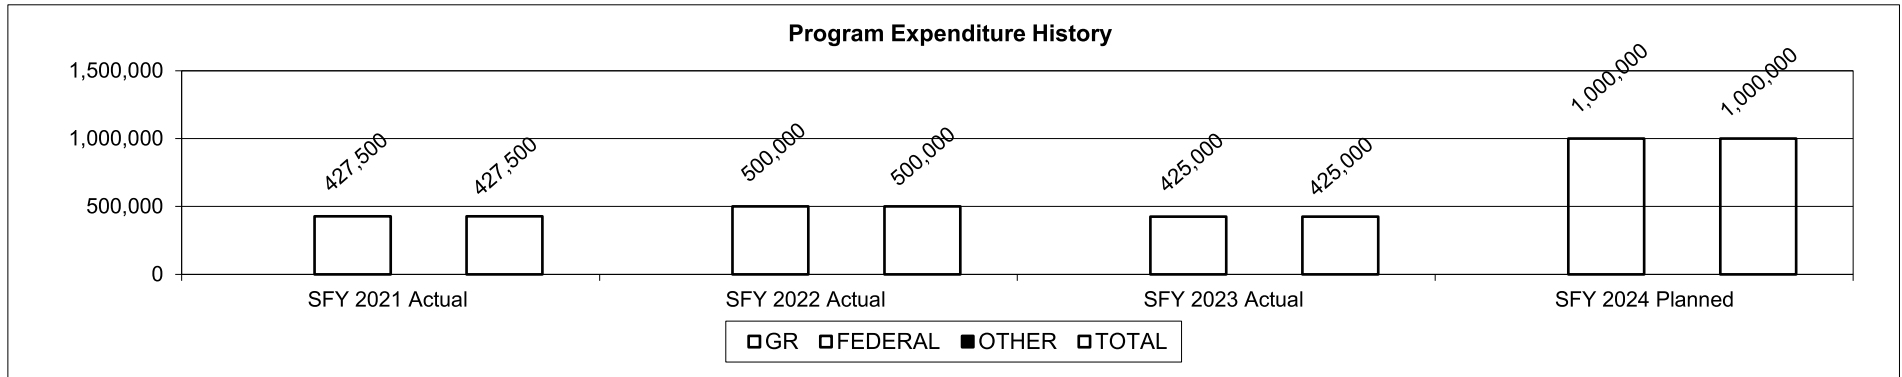 Program Expenditure History
1,500,000
1,000,000
500,000
0
427,500
427,500
500,000
500,000
425,000
425,000
1,000,000
1,000,000
SFY 2021 Actual
SFY 2022 Actual
SFY 2023 Actual
SFY 2024 Planned
GR FEDERAL OTHER TOTAL